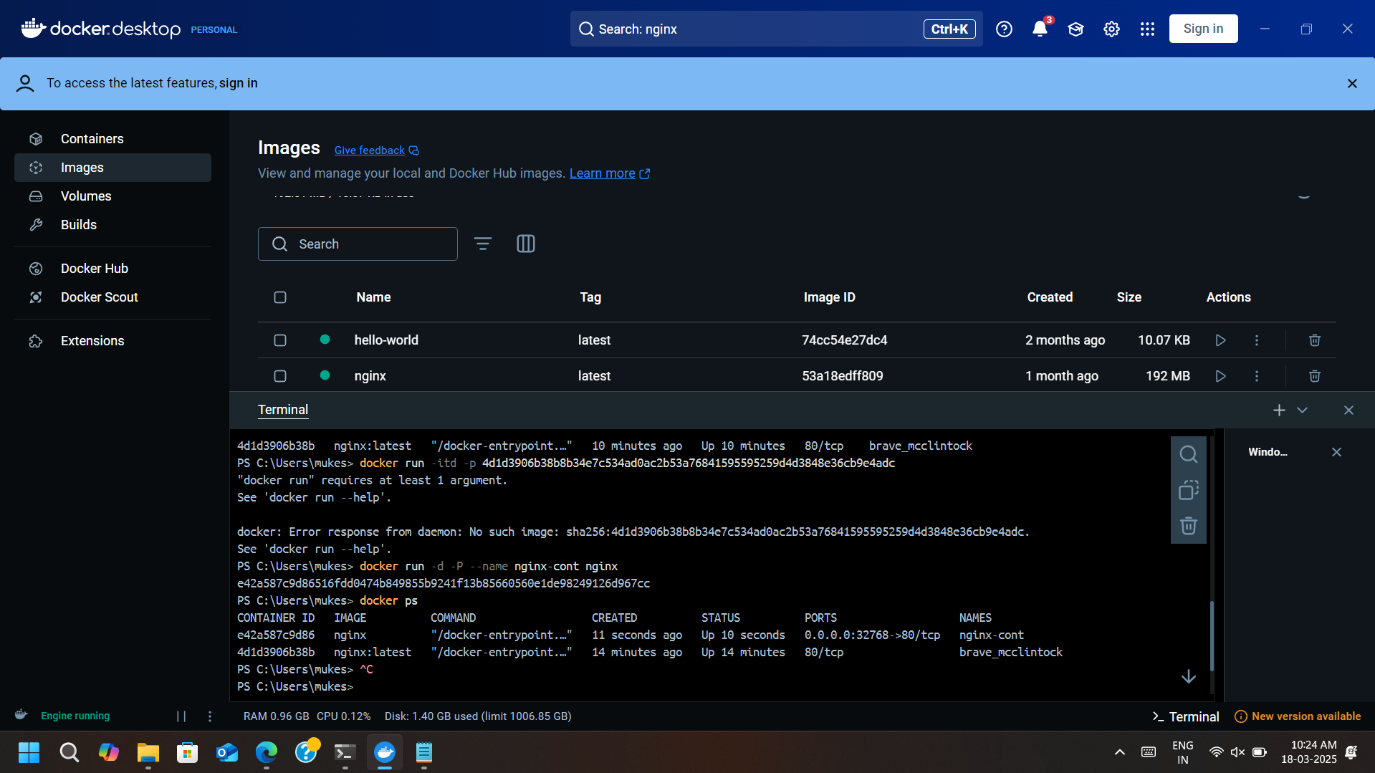 docker desktop PERSONAL
Search: nginx Ctrl+K
3
Sign in
To access the latest features, sign in
Containers
Images
Volumes
Builds
Docker Hub
Docker Scout
Extensions
Images Give feedback
View and manage your local and Docker Hub images. Learn more
Search
Name Tag Image ID Created Size Actions
hello-world latest 74cc54e27dc4 2 months ago 10.07 KB
nginx latest 53a18edff809 1 month ago 192 MB
Terminal
4d1d3906b38b nginx:latest "/docker-entrypoint.…" 10 minutes ago Up 10 minutes 80/tcp brave_mcclintock
PS C:\Users\mukes> docker run -itd -p 4d1d3906b38b8b34e7c534ad0ac2b53a76841595595259d4d3848e36cb9e4adc
"docker run" requires at least 1 argument.
See 'docker run --help'.
docker: Error response from daemon: No such image: sha256:4d1d3906b38b8b34e7c534ad0ac2b53a76841595595259d4d3848e36cb9e4adc.
See 'docker run --help'.
PS C:\Users\mukes> docker run -d -P --name nginx-cont nginx
e42a587c9d86516fdd0474b849855b9241f13b85660560e1de98249126d967cc
PS C:\Users\mukes> docker ps
CONTAINER ID IMAGE COMMAND CREATED STATUS PORTS NAMES
e42a587c9d86 nginx "/docker-entrypoint.…" 11 seconds ago Up 10 seconds 0.0.0.0:32768->80/tcp nginx-cont
4d1d3906b38b nginx:latest "/docker-entrypoint.…" 14 minutes ago Up 14 minutes 80/tcp brave_mcclintock
PS C:\Users\mukes> ^C
PS C:\Users\mukes>
Windo...
Engine running
RAM 0.96 GB CPU 0.12% Disk: 1.40 GB used (limit 1006.85 GB)
Terminal
New version available
ENG
IN
10:24 AM
18-03-2025